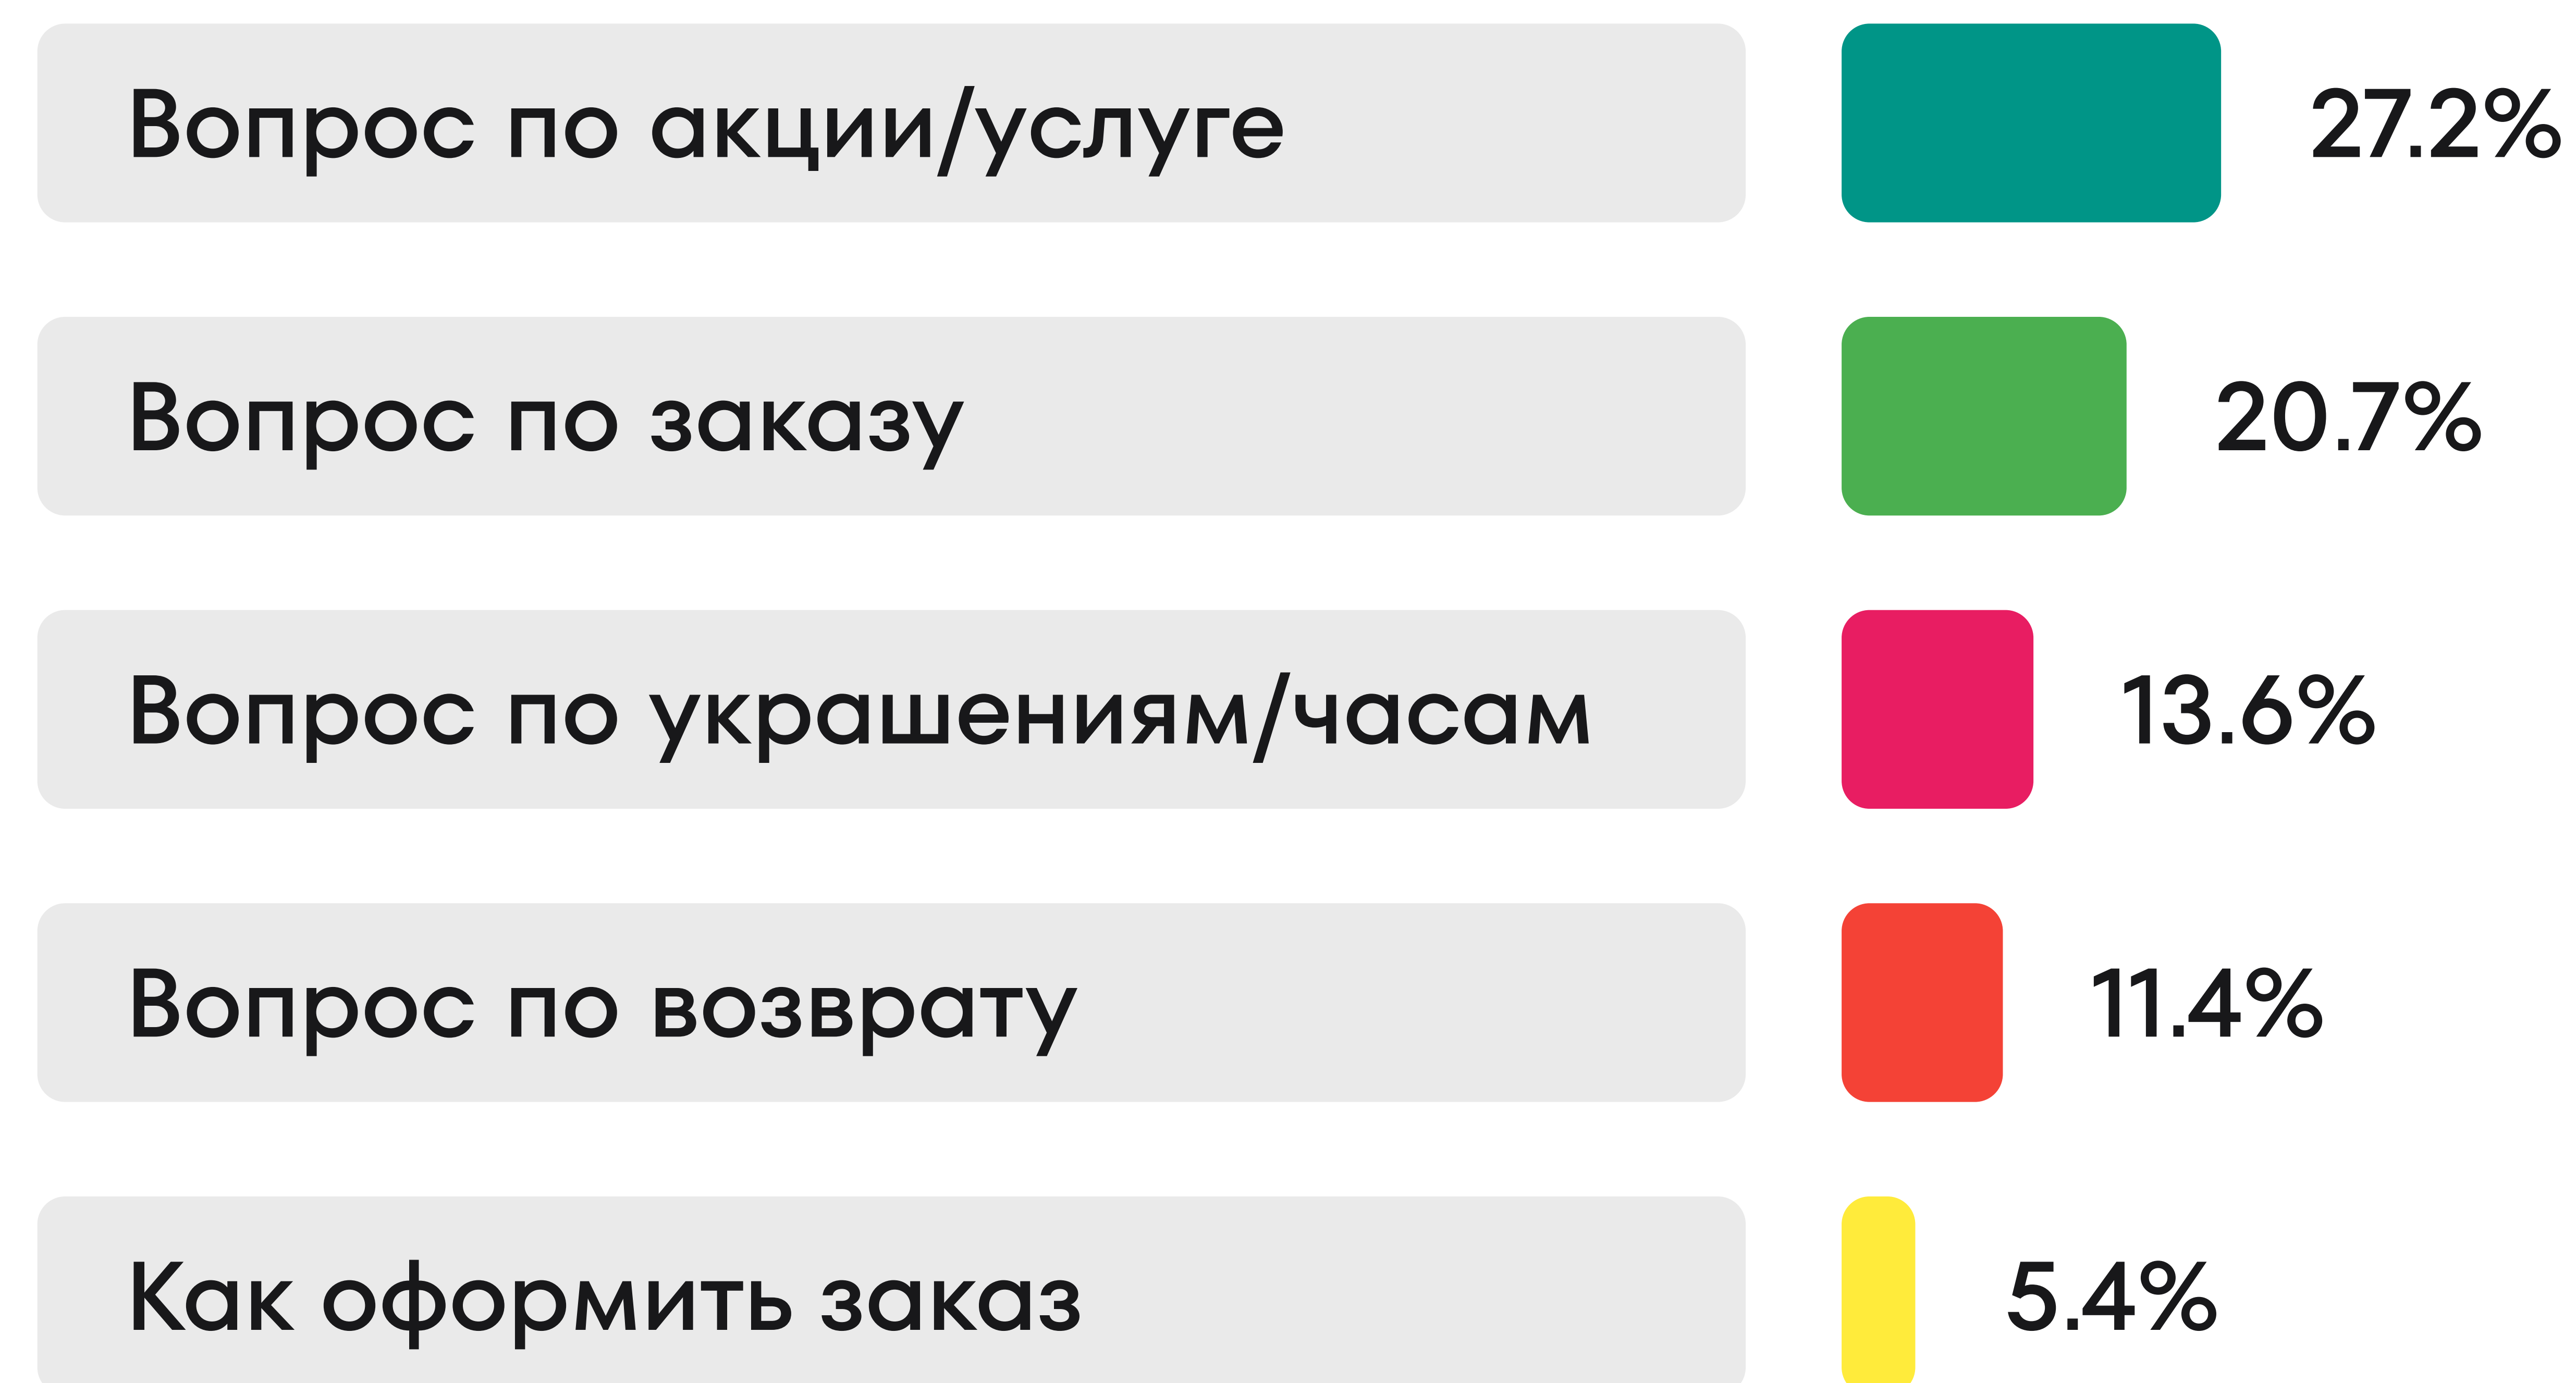 Вопрос по акции/услуге 27.2%
Вопрос по заказу 20.7%
Вопрос по украшениям/часам 13.6%
Вопрос по возврату 11.4%
Как оформить заказ 5.4%